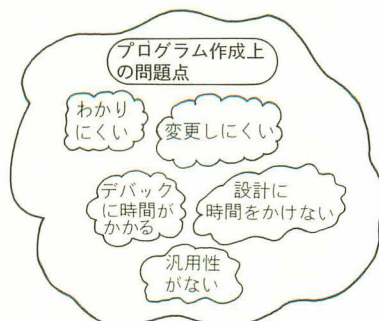 プログラム作成上
の問題点
わかり
にくい
変更しにくい
デバック
に時間が
かかる
設計に
時間をかけない
汎用性
がない